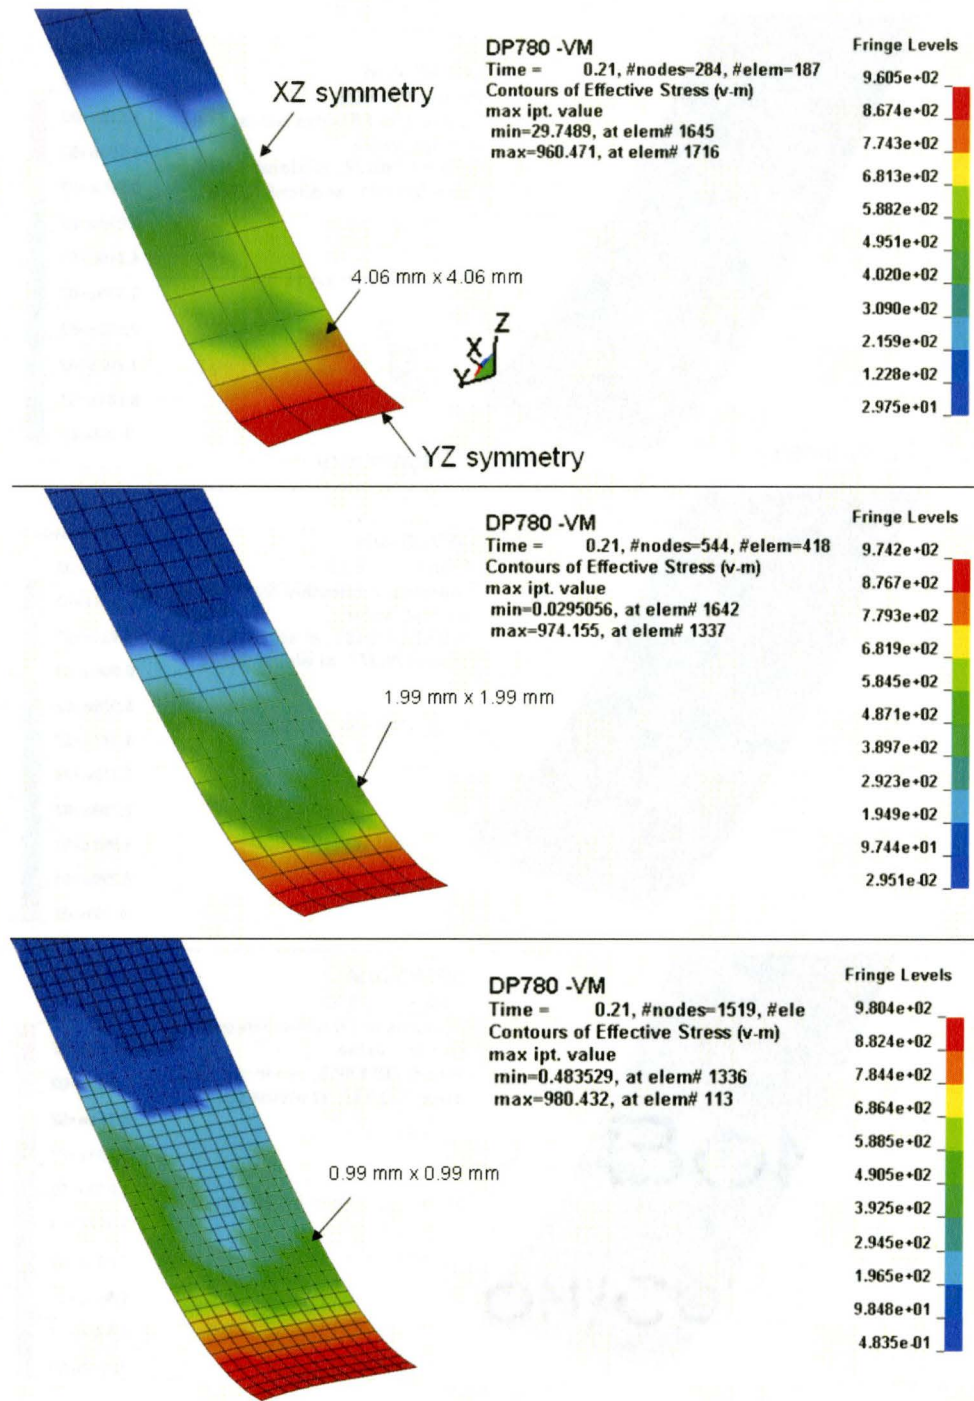 DP780 -VM
Time = 0.21, #nodes=284, #elem=187
Contours of Effective Stress (v-m)
max ipt. value
min=29.7489, at elem# 1645
max=960.471, at elem# 1716
Fringe Levels
9.605e+02
8.674e+02
7.743e+02
6.813e+02
5.882e+02
4.951e+02
4.020e+02
3.090e+02
2.159e+02
1.228e+02
2.975e+01
XZ symmetry
4.06 mm x 4.06 mm
Z
X
Y
YZ symmetry
DP780 -VM
Time = 0.21, #nodes=544, #elem=418
Contours of Effective Stress (v-m)
max ipt. value
min=0.0295056, at elem# 1642
max=974.155, at elem# 1337
Fringe Levels
9.742e+02
8.767e+02
7.793e+02
6.819e+02
5.845e+02
4.871e+02
3.897e+02
2.923e+02
1.949e+02
9.744e+01
2.951e-02
1.99 mm x 1.99 mm
DP780 -VM
Time = 0.21, #nodes=1519, #ele
Contours of Effective Stress (v-m)
max ipt. value
min=0.483529, at elem# 1336
max=980.432, at elem# 113
Fringe Levels
9.804e+02
8.824e+02
7.844e+02
6.864e+02
5.885e+02
4.905e+02
3.925e+02
2.945e+02
1.965e+02
9.848e+01
4.835e-01
0.99 mm x 0.99 mm